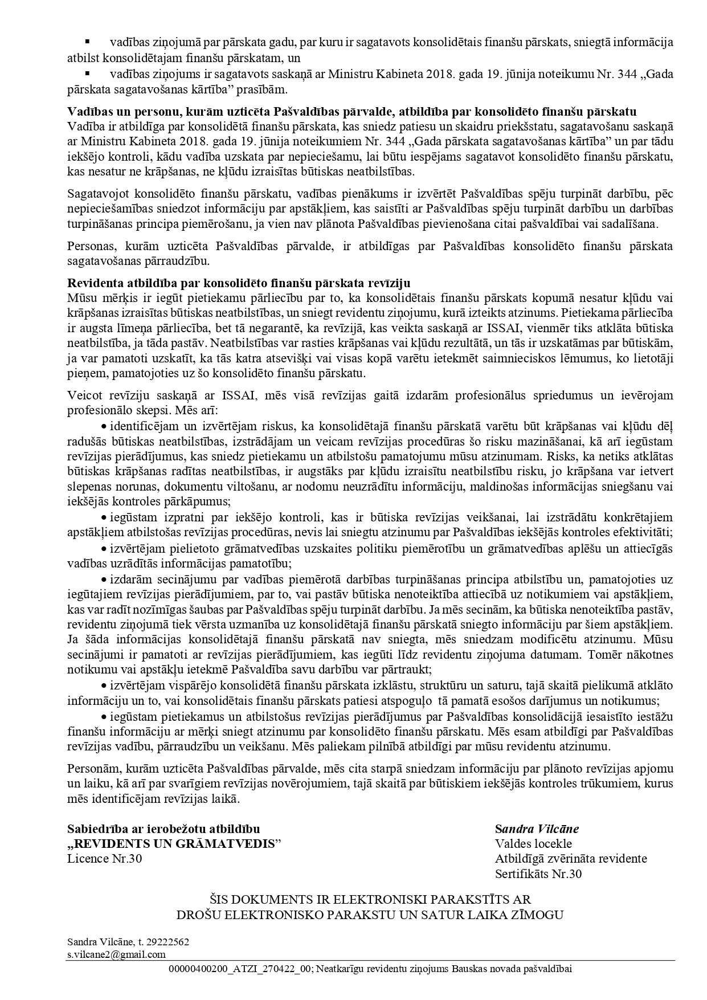 ▪ vadības ziņojumā par pārskata gadu, par kuru ir sagatavots konsolidētais finanšu pārskats, sniegtā informācija
atbilst konsolidētajam finanšu pārskatam, un
▪ vadības ziņojums ir sagatavots saskaņā ar Ministru Kabineta 2018. gada 19. jūnija noteikumu Nr. 344 „Gada
pārskata sagatavošanas kārtība” prasībām.
Vadības un personu, kurām uzticēta Pašvaldības pārvalde, atbildība par konsolidēto finanšu pārskatu
Vadība ir atbildīga par konsolidētā finanšu pārskata, kas sniedz patiesu un skaidru priekšstatu, sagatavošanu saskaņā
ar Ministru Kabineta 2018. gada 19. jūnija noteikumiem Nr. 344 „Gada pārskata sagatavošanas kārtība” un par tādu
iekšējo kontroli, kādu vadība uzskata par nepieciešamu, lai būtu iespējams sagatavot konsolidēto finanšu pārskatu,
kas nesatur ne krāpšanas, ne kļūdu izraisītas būtiskas neatbilstības.
Sagatavojot konsolidēto finanšu pārskatu, vadības pienākums ir izvērtēt Pašvaldības spēju turpināt darbību, pēc
nepieciešamības sniedzot informāciju par apstākļiem, kas saistīti ar Pašvaldības spēju turpināt darbību un darbības
turpināšanas principa piemērošanu, ja vien nav plānota Pašvaldības pievienošana citai pašvaldībai vai sadalīšana.
Personas, kurām uzticēta Pašvaldības pārvalde, ir atbildīgas par Pašvaldības konsolidēto finanšu pārskata
sagatavošanas pārraudzību.
Revidenta atbildība par konsolidēto finanšu pārskata revīziju
Mūsu mērķis ir iegūt pietiekamu pārliecību par to, ka konsolidētais finanšu pārskats kopumā nesatur kļūdu vai
krāpšanas izraisītas būtiskas neatbilstības, un sniegt revidentu ziņojumu, kurā izteikts atzinums. Pietiekama pārliecība
ir augsta līmeņa pārliecība, bet tā negarantē, ka revīzijā, kas veikta saskaņā ar ISSAI, vienmēr tiks atklāta būtiska
neatbilstība, ja tāda pastāv. Neatbilstības var rasties krāpšanas vai kļūdu rezultātā, un tās ir uzskatāmas par būtiskām,
ja var pamatoti uzskatīt, ka tās katra atsevišķi vai visas kopā varētu ietekmēt saimnieciskos lēmumus, ko lietotāji
pieņem, pamatojoties uz šo konsolidēto finanšu pārskatu.
Veicot revīziju saskaņā ar ISSAI, mēs visā revīzijas gaitā izdarām profesionālus spriedumus un ievērojam
profesionālo skepsi. Mēs arī:
• identificējam un izvērtējam riskus, ka konsolidētajā finanšu pārskatā varētu būt krāpšanas vai kļūdu dēļ
radušās būtiskas neatbilstības, izstrādājam un veicam revīzijas procedūras šo risku mazināšanai, kā arī iegūstam
revīzijas pierādījumus, kas sniedz pietiekamu un atbilstošu pamatojumu mūsu atzinumam. Risks, ka netiks atklātas
būtiskas krāpšanas radītas neatbilstības, ir augstāks par kļūdu izraisītu neatbilstību risku, jo krāpšana var ietvert
slepenas norunas, dokumentu viltošanu, ar nodomu neuzrādītu informāciju, maldinošas informācijas sniegšanu vai
iekšējās kontroles pārkāpumus;
• iegūstam izpratni par iekšējo kontroli, kas ir būtiska revīzijas veikšanai, lai izstrādātu konkrētajiem
apstākļiem atbilstošas revīzijas procedūras, nevis lai sniegtu atzinumu par Pašvaldības iekšējās kontroles efektivitāti;
• izvērtējam pielietoto grāmatvedības uzskaites politiku piemērotību un grāmatvedības aplēšu un attiecīgās
vadības uzrādītās informācijas pamatotību;
• izdarām secinājumu par vadības piemērotā darbības turpināšanas principa atbilstību un, pamatojoties uz
iegūtajiem revīzijas pierādījumiem, par to, vai pastāv būtiska nenoteiktība attiecībā uz notikumiem vai apstākļiem,
kas var radīt nozīmīgas šaubas par Pašvaldības spēju turpināt darbību. Ja mēs secinām, ka būtiska nenoteiktība pastāv,
revidentu ziņojumā tiek vērsta uzmanība uz konsolidētajā finanšu pārskatā sniegto informāciju par šiem apstākļiem.
Ja šāda informācijas konsolidētajā finanšu pārskatā nav sniegta, mēs sniedzam modificētu atzinumu. Mūsu
secinājumi ir pamatoti ar revīzijas pierādījumiem, kas iegūti līdz revidentu ziņojuma datumam. Tomēr nākotnes
notikumu vai apstākļu ietekmē Pašvaldība savu darbību var pārtraukt;
• izvērtējam vispārējo konsolidētā finanšu pārskata izklāstu, struktūru un saturu, tajā skaitā pielikumā atklāto
informāciju un to, vai konsolidētais finanšu pārskats patiesi atspoguļo tā pamatā esošos darījumus un notikumus;
• iegūstam pietiekamus un atbilstošus revīzijas pierādījumus par Pašvaldības konsolidācijā iesaistīto iestāžu
finanšu informāciju ar mērķi sniegt atzinumu par konsolidēto finanšu pārskatu. Mēs esam atbildīgi par Pašvaldības
revīzijas vadību, pārraudzību un veikšanu. Mēs paliekam pilnībā atbildīgi par mūsu revidentu atzinumu.
Personām, kurām uzticēta Pašvaldības pārvalde, mēs cita starpā sniedzam informāciju par plānoto revīzijas apjomu
un laiku, kā arī par svarīgiem revīzijas novērojumiem, tajā skaitā par būtiskiem iekšējās kontroles trūkumiem, kurus
mēs identificējam revīzijas laikā.
Sabiedrība ar ierobežotu atbildību
„REVIDENTS UN GRĀMATVEDIS”
Licence Nr.30
Sandra Vilcāne
Valdes locekle
Atbildīgā zvērināta revidente
Sertifikāts Nr.30
ŠIS DOKUMENTS IR ELEKTRONISKI PARAKSTĪTS AR
DROŠU ELEKTRONISKO PARAKSTU UN SATUR LAIKA ZĪMOGU
Sandra Vilcāne, t. 29222562
s.vilcane2@gmail.com
00000400200_ATZI_270422_00; Neatkarīgu revidentu ziņojums Bauskas novada pašvaldībai